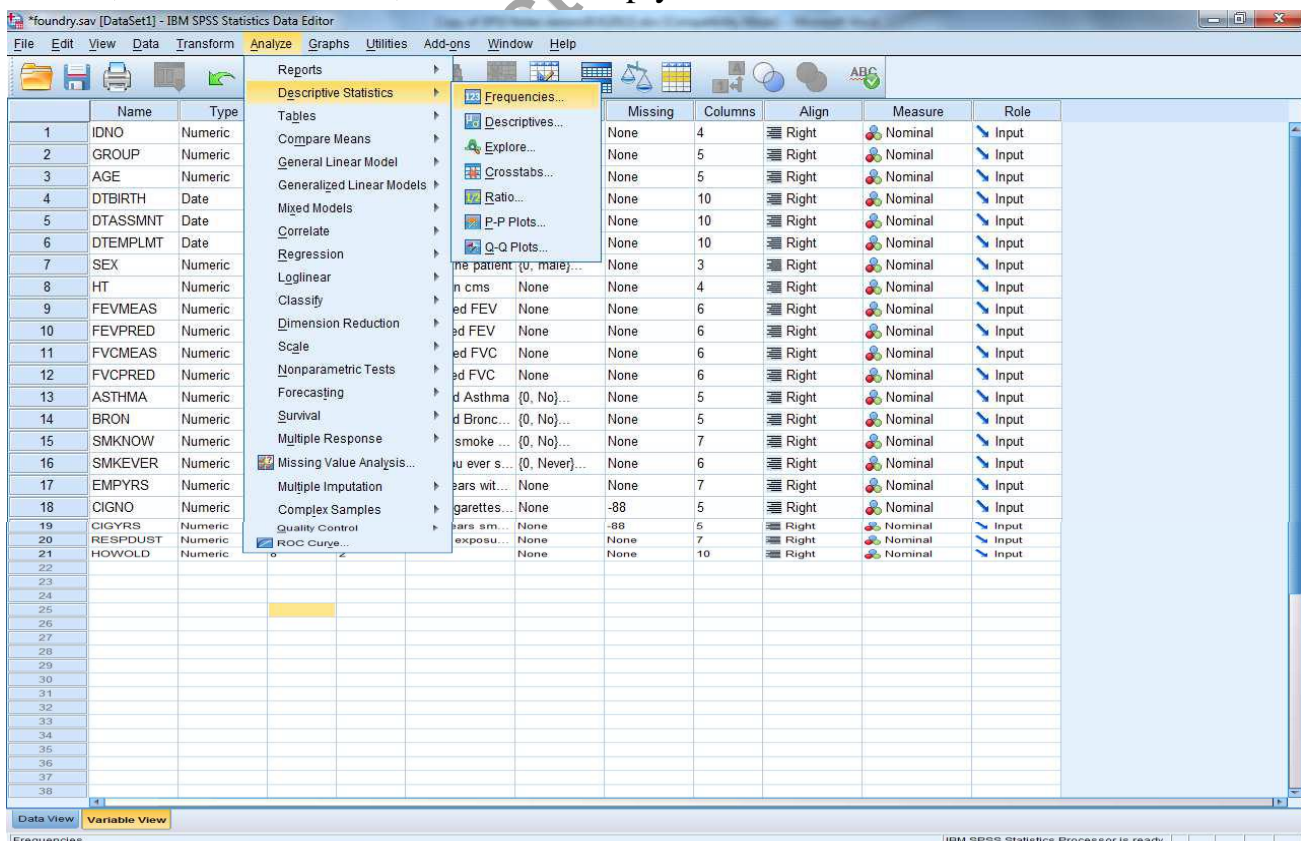 *foundry.sav [DataSet1] - IBM SPSS Statistics Data Editor
File Edit View Data Transform Analyze Graphs Utilities Add-ons Window Help
Reports
Descriptive Statistics
Tables
Compare Means
General Linear Model
Generalized Linear Models
Mixed Models
Correlate
Regression
Loglinear
Classify
Dimension Reduction
Scale
Nonparametric Tests
Forecasting
Survival
Multiple Response
Missing Value Analysis...
Multiple Imputation
Complex Samples
Quality Control
ROC Curve...
Frequencies...
Descriptives...
Explore...
Crosstabs...
Ratio...
P-P Plots...
Q-Q Plots...
Name Type Missing Columns Align Measure Role
1 IDNO Numeric None 4 Right Nominal Input
2 GROUP Numeric None 5 Right Nominal Input
3 AGE Numeric None 5 Right Nominal Input
4 DTBIRTH Date None 10 Right Nominal Input
5 DTASSMNT Date None 10 Right Nominal Input
6 DTEMPLMT Date None 10 Right Nominal Input
7 SEX Numeric he patient {0, male}... None 3 Right Nominal Input
8 HT Numeric n cms None None 4 Right Nominal Input
9 FEVMEAS Numeric ed FEV None None 6 Right Nominal Input
10 FEVPRED Numeric ed FEV None None 6 Right Nominal Input
11 FVCMEAS Numeric ed FVC None None 6 Right Nominal Input
12 FVCPRED Numeric ed FVC None None 6 Right Nominal Input
13 ASTHMA Numeric d Asthma {0, No}... None 5 Right Nominal Input
14 BRON Numeric d Bronc... {0, No}... None 5 Right Nominal Input
15 SMKNOW Numeric smoke ... {0, No}... None 7 Right Nominal Input
16 SMKEVER Numeric u ever s... {0, Never}... None 6 Right Nominal Input
17 EMPYRS Numeric ears wit... None None 7 Right Nominal Input
18 CIGNO Numeric garettes... None -88 5 Right Nominal Input
19 CIGYRS Numeric ears sm... None -88 5 Right Nominal Input
20 RESPDUST Numeric exposu... None None 7 Right Nominal Input
21 HOWOLD Numeric 8 2 None None 10 Right Nominal Input
22
23
24
25
26
27
28
29
30
31
32
33
34
35
36
37
38
Data View Variable View
Frequencies
IBM SPSS Statistics Processor is ready